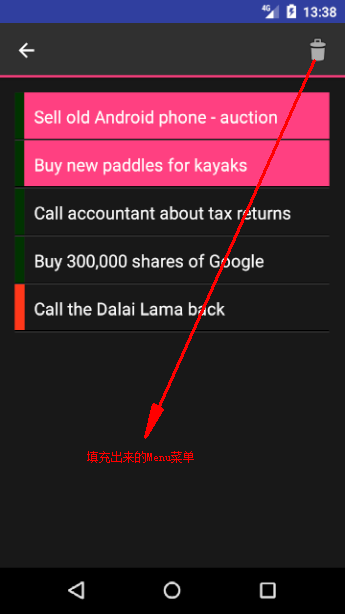 4G 13:38
Sell old Android phone - auction
Buy new paddles for kayaks
Call accountant about tax returns
Buy 300,000 shares of Google
Call the Dalai Lama back
填充出来的Menu菜单